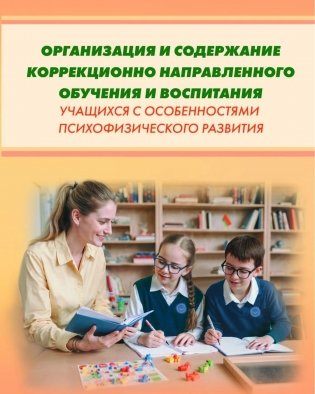 ОРГАНИЗАЦИЯ И СОДЕРЖАНИЕ
КОРРЕКЦИОННО НАПРАВЛЕННОГО
ОБУЧЕНИЯ И ВОСПИТАНИЯ
УЧАЩИХСЯ С ОСОБЕННОСТЯМИ
ПСИХОФИЗИЧЕСКОГО РАЗВИТИЯ